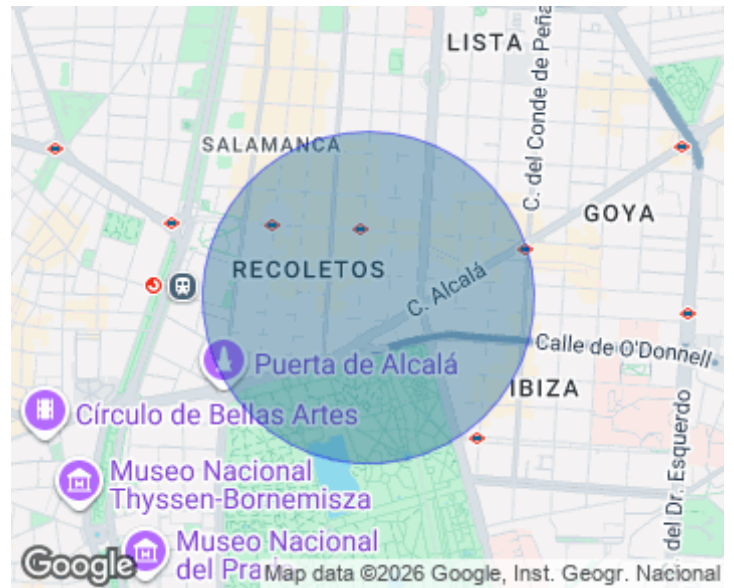 LISTA
C. del Conde de Peña
SALAMANCA
GOYA
RECOLETOS
C. Alcalá
Calle de O'Donnell
Puerta de Alcalá
IBIZA
Círculo de Bellas Artes
Museo Nacional
Thyssen-Bornemisza
del Dr. Esquerdo
Museo Nacional
del Pra
Google
Map data ©2026 Google, Inst. Geogr. Nacional